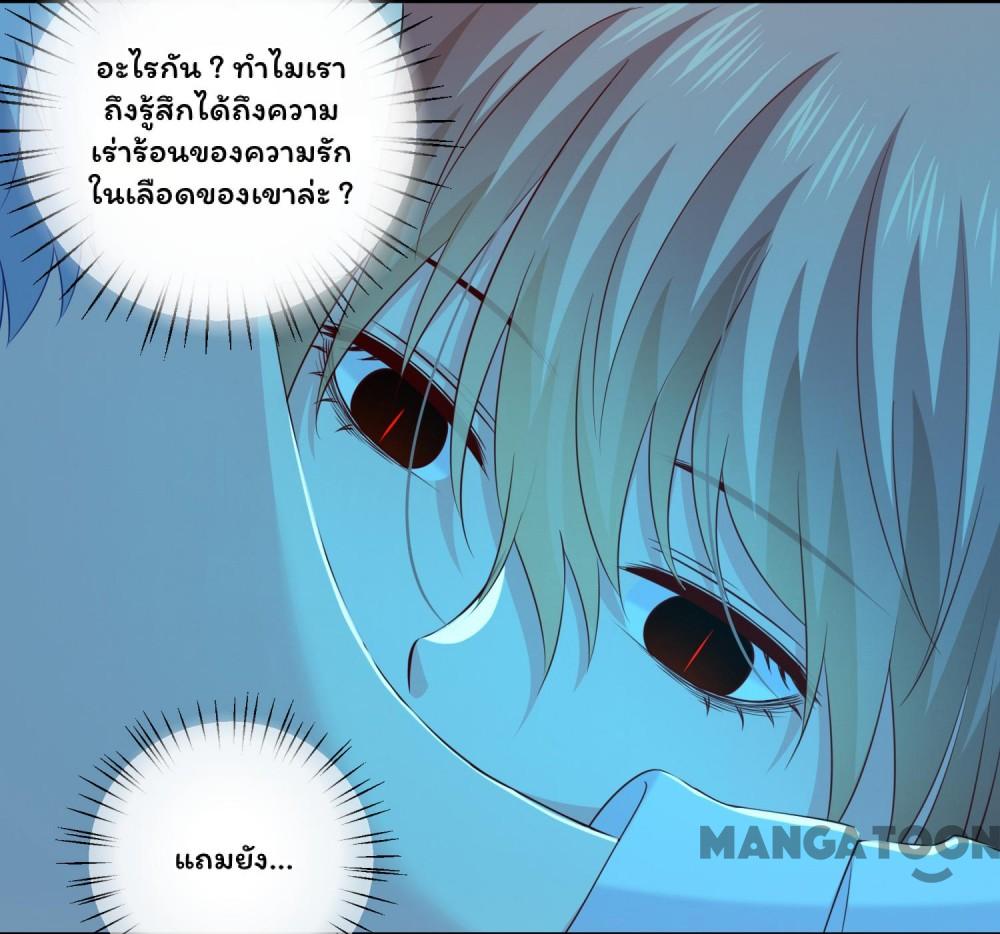 อะไรกัน ? ทำไมเรา
ถึงรู้สึกได้ถึงความ
เร่าร้อนของความรัก
ในเลือดของเขาล่ะ ?
แถมยัง...
MANGATOON